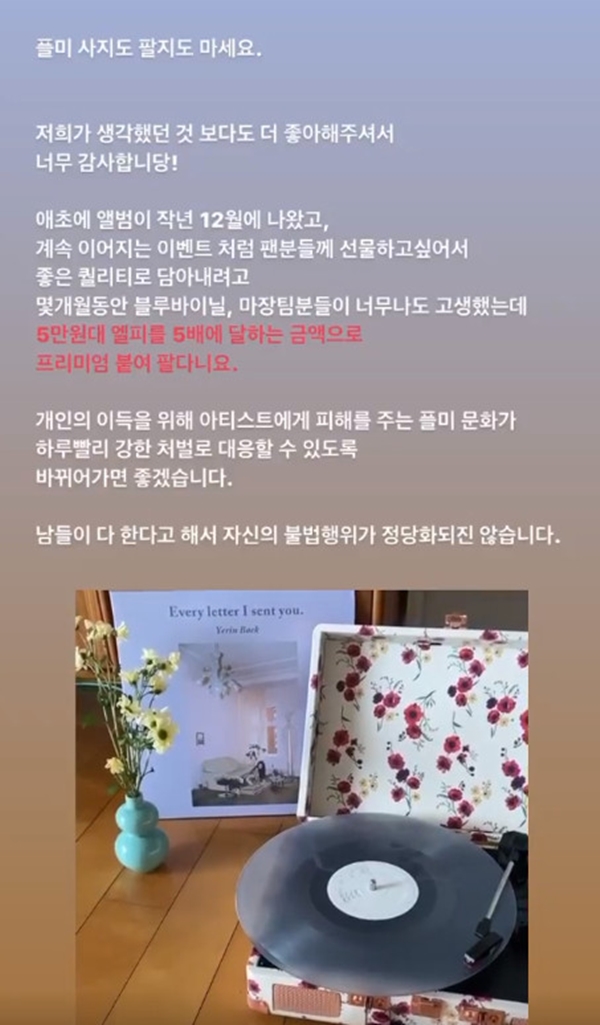 플미 사지도 팔지도 마세요.
저희가 생각했던 것 보다도 더 좋아해주셔서
너무 감사합니당!
애초에 앨범이 작년 12월에 나왔고,
계속 이어지는 이벤트 처럼 팬분들께 선물하고싶어서
좋은 퀄리티로 담아내려고
몇개월동안 블루바이닐, 마장팀분들이 너무나도 고생했는데
5만원대 엘피를 5배에 달하는 금액으로
프리미엄 붙여 팔다니요.
개인의 이득을 위해 아티스트에게 피해를 주는 플미 문화가
하루빨리 강한 처벌로 대응할 수 있도록
바뀌어가면 좋겠습니다.
남들이 다 한다고 해서 자신의 불법행위가 정당화되진 않습니다.
Every letter I sent you.
Yerin Baek